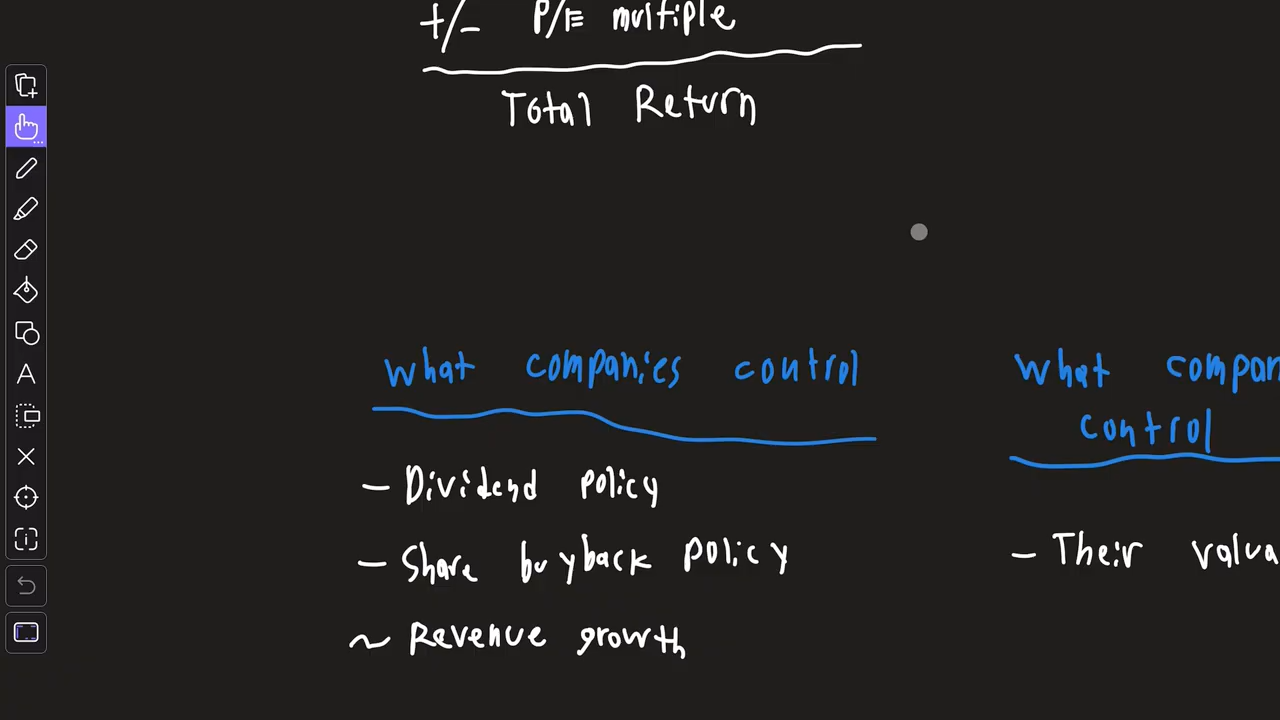 +/- P/E multiple
Total Return
what companies control
what compan
control
- Dividend policy
- Share buyback policy
- Their valua
~ Revenue growth